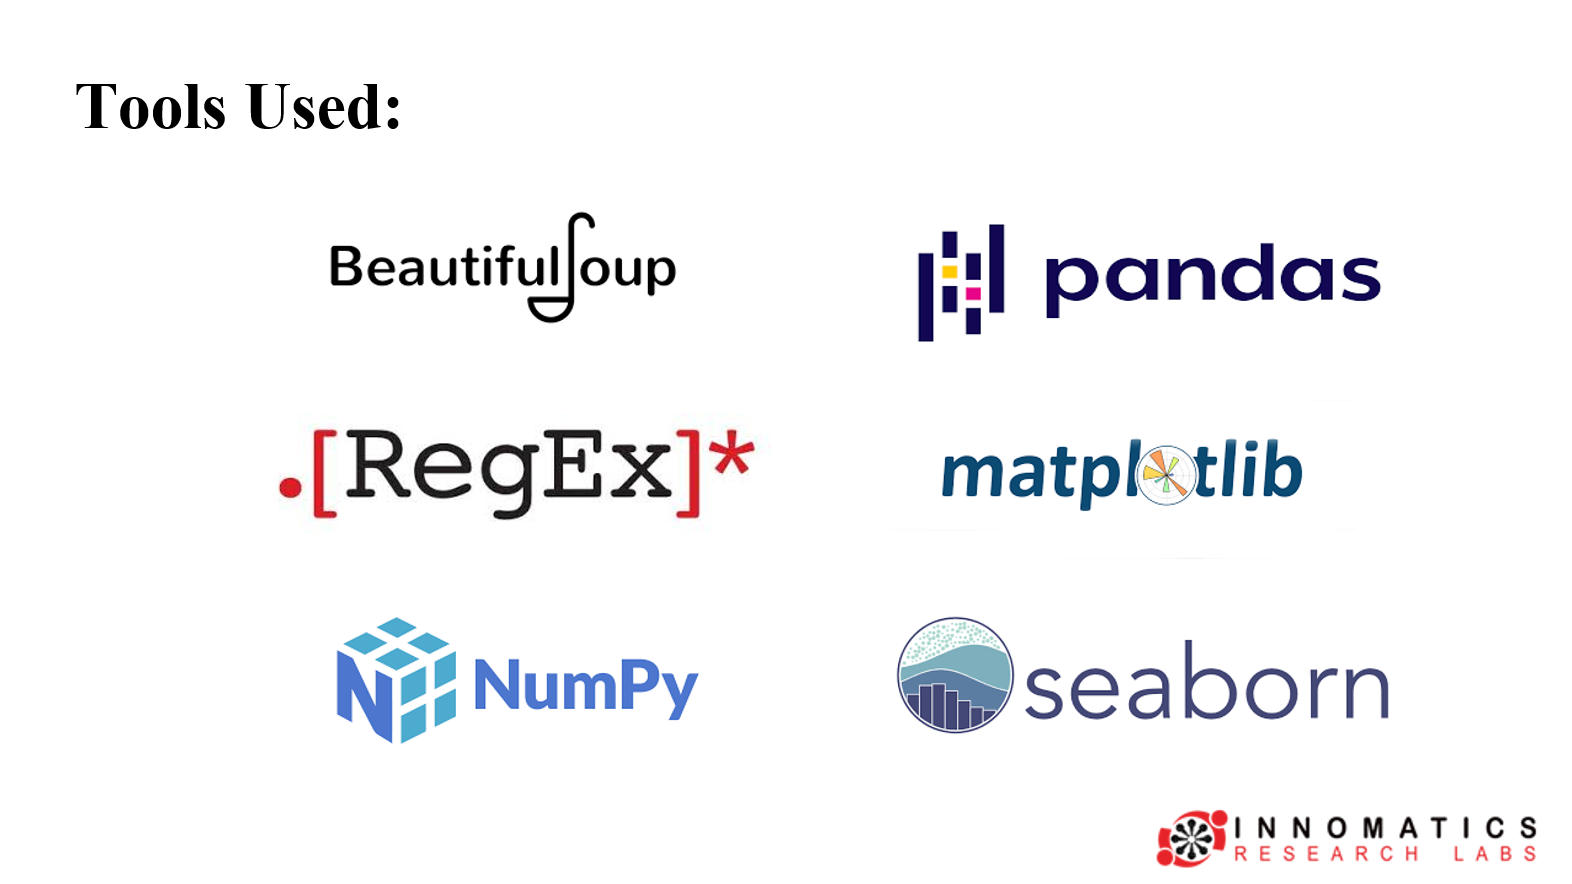 Tools Used:
BeautifulSoup
pandas
.[RegEx]*
matplotlib
NumPy
seaborn
INNOMATICS
RESEARCH LABS